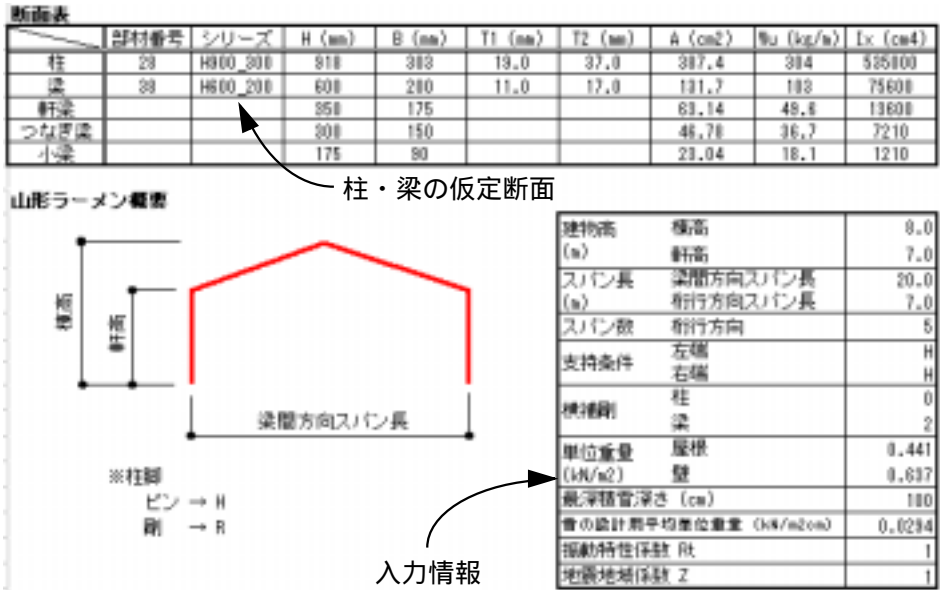 断面表
部材番号 シリーズ H (mm) B (mm) T1 (mm) T2 (mm) A (cm2) Wu (kg/m) Ix (cm4)
柱 28 H900_300 918 303 19.0 37.0 387.4 304 535000
梁 38 H600_200 600 200 11.0 17.0 131.7 103 75600
軒梁 350 175 63.14 49.6 13600
つなぎ梁 300 150 46.78 36.7 7210
小梁 175 90 23.04 18.1 1210
柱・梁の仮定断面
山形ラーメン概要
棟高
軒高
梁間方向スパン長
※柱脚
ピン → H
剛 → R
入力情報
建物高 棟高 8.0
(m) 軒高 7.0
スパン長 梁間方向スパン長 20.0
(m) 桁行方向スパン長 7.0
スパン数 桁行方向 5
支持条件 左端 H
右端 H
横補剛 柱 0
梁 2
単位重量 屋根 0.441
(kN/m2) 壁 0.637
最深積雪深さ (cm) 100
雪の設計用平均単位重量 (kN/m2cm) 0.0294
振動特性係数 Rt 1
地震地域係数 Z 1